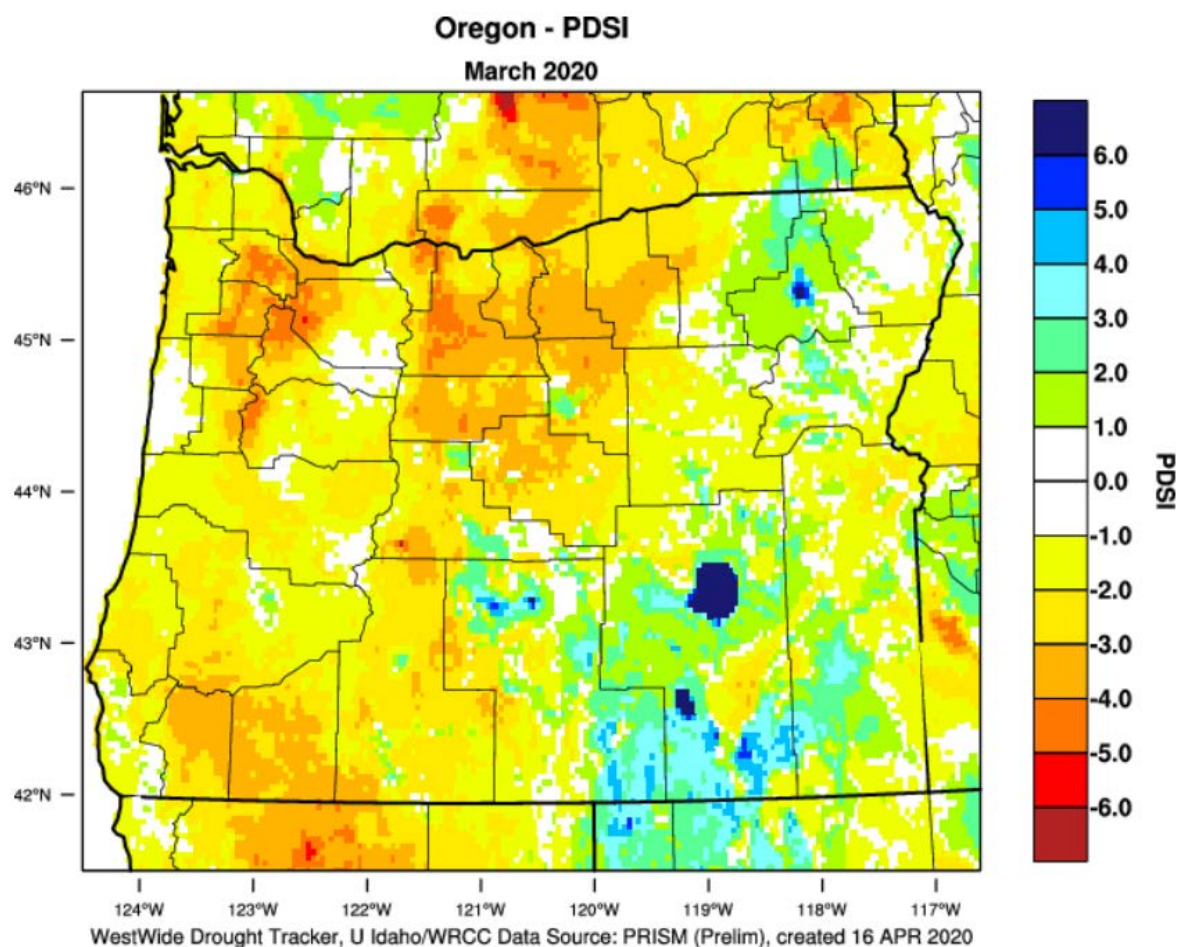 Oregon - PDSI
March 2020
46°N
45°N
44°N
43°N
42°N
124°W 123°W 122°W 121°W 120°W 119°W 118°W 117°W
6.0
5.0
4.0
3.0
2.0
1.0
0.0
-1.0
-2.0
-3.0
-4.0
-5.0
-6.0
PDSI
WestWide Drought Tracker, U Idaho/WRCC Data Source: PRISM (Prelim), created 16 APR 2020